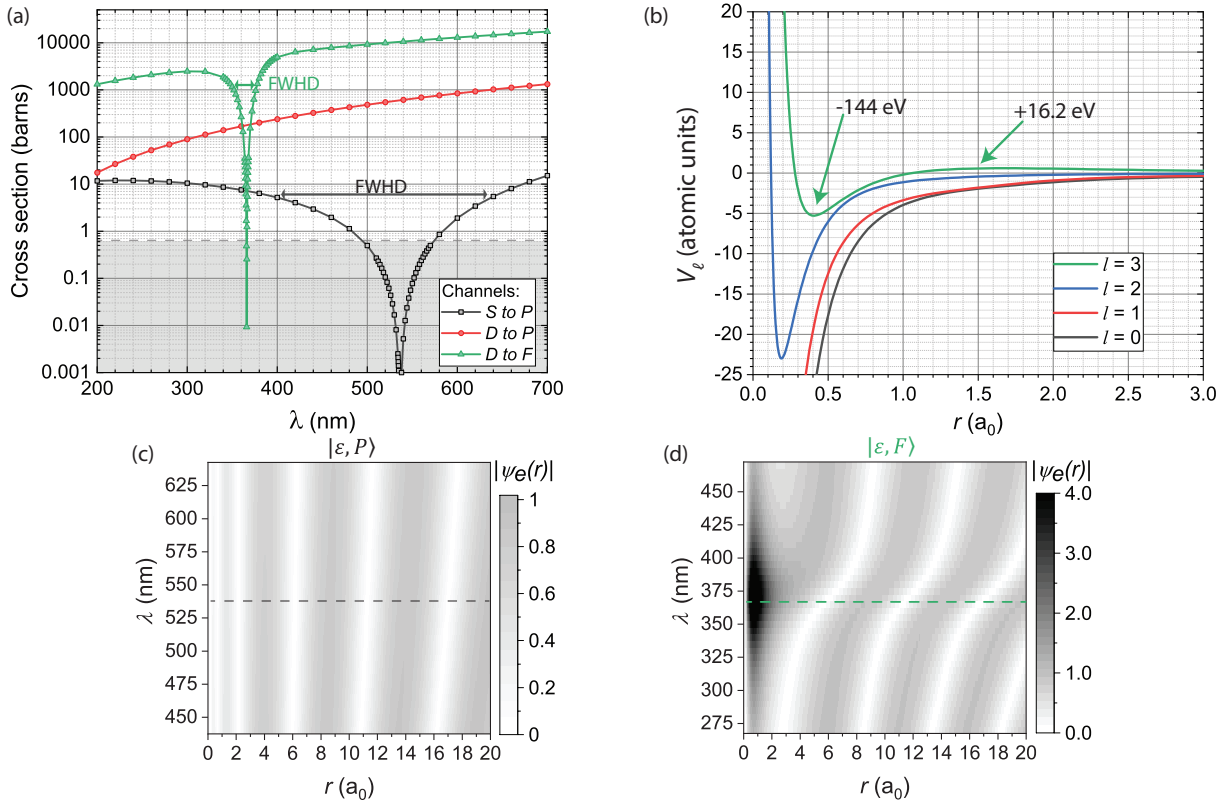 (a)
Cross section (barns)
10000
1000
100
10
1
0.1
0.01
0.001
FWHD
FWHD
Channels:
S to P
D to P
D to F
200 300 400 500 600 700
λ (nm)
(b)
V_ℓ (atomic units)
20
15
10
5
0
-5
-10
-15
-20
-25
-144 eV
+16.2 eV
l = 3
l = 2
l = 1
l = 0
0.0 0.5 1.0 1.5 2.0 2.5 3.0
r (a₀)
(c)
|ε, P⟩
|ψe(r)|
λ (nm)
625
600
575
550
525
500
475
450
1
0.8
0.6
0.4
0.2
0
0 2 4 6 8 10 12 14 16 18 20
r (a₀)
(d)
|ε, F⟩
|ψe(r)|
λ (nm)
450
425
400
375
350
325
300
275
4.0
3.0
2.0
1.0
0.0
0 2 4 6 8 10 12 14 16 18 20
r (a₀)